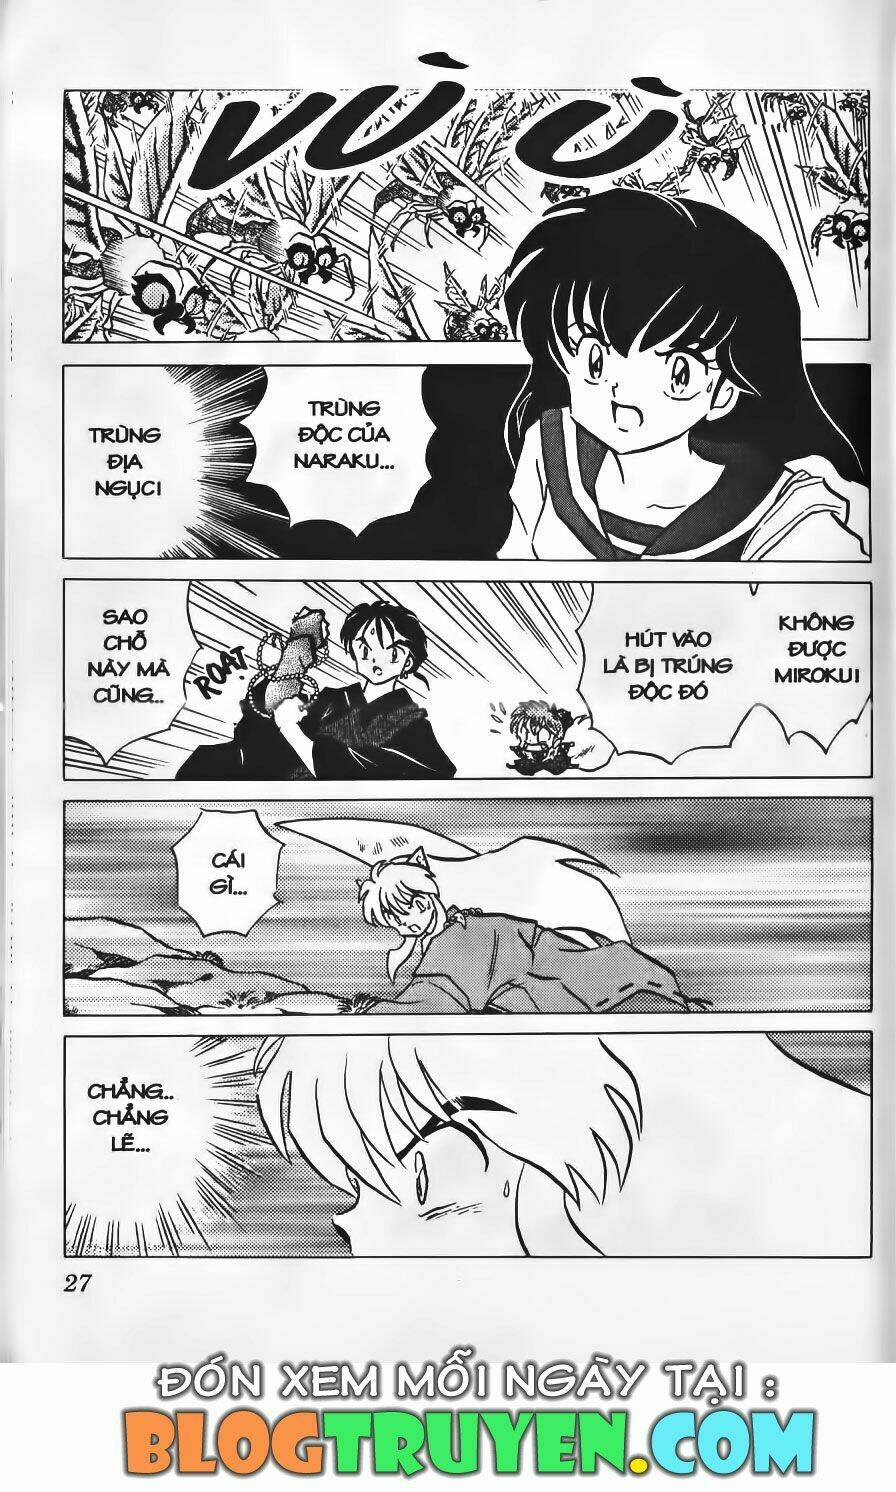 VÙ Ù
TRÙNG
ĐỘC CỦA
NARAKU...
TRÙNG
ĐỊA
NGỤC!
KHÔNG
ĐƯỢC
MIROKU!
HÚT VÀO
LÀ BỊ TRÚNG
ĐỘC ĐÓ
ROẠT
SAO
CHỖ
NÀY MÀ
CŨNG...
CÁI
GÌ...
CHẲNG...
CHẲNG
LẼ...
27
ĐÓN XEM MỖI NGÀY TẠI :
BLOGTRUYEN.COM